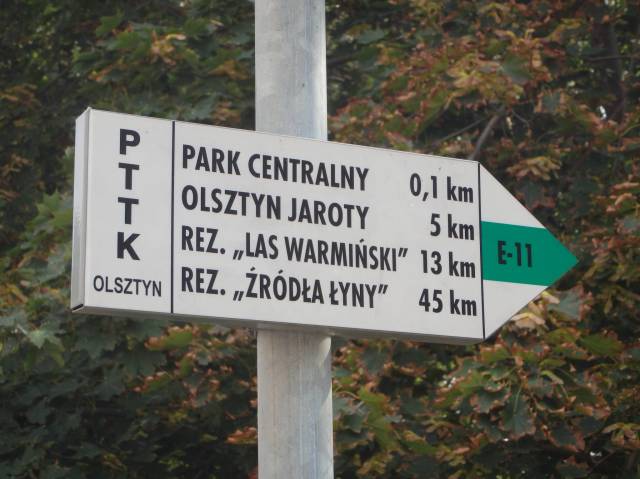 PTTK
OLSZTYN
PARK CENTRALNY 0,1 km
OLSZTYN JAROTY 5 km
REZ. „LAS WARMIŃSKI” 13 km
REZ. „ŹRÓDŁA ŁYNY” 45 km
E-11